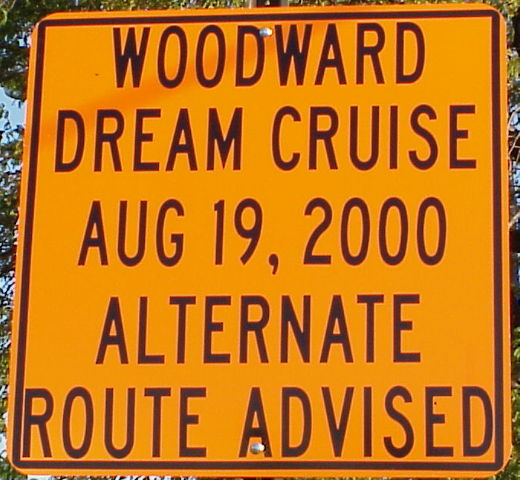 WOODWARD
DREAM CRUISE
AUG 19, 2000
ALTERNATE
ROUTE ADVISED